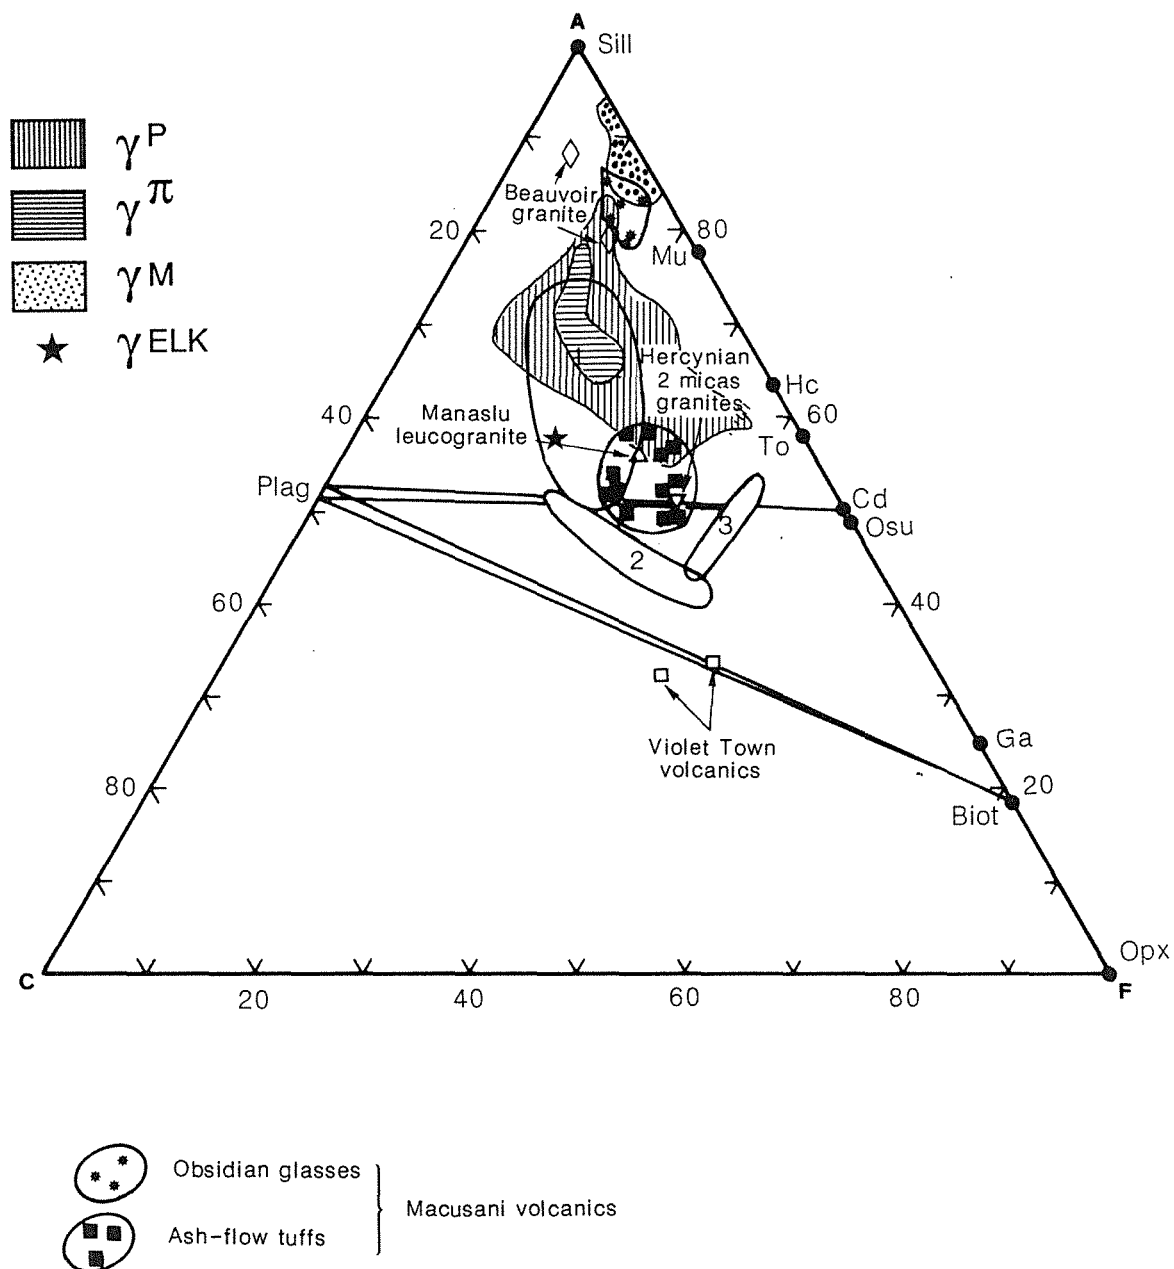 A
Sill
γP
γπ
γM
γELK
Beauvoir
granite
20
80
Mu
1
Hercynian
2 micas
granites
Hc
Manaslu
leucogranite
40
60
To
Plag
Cd
Osu
3
2
60
40
Violet Town
volcanics
Ga
80
20
Biot
Opx
C
F
20
40
60
80
Obsidian glasses
Macusani volcanics
Ash-flow tuffs